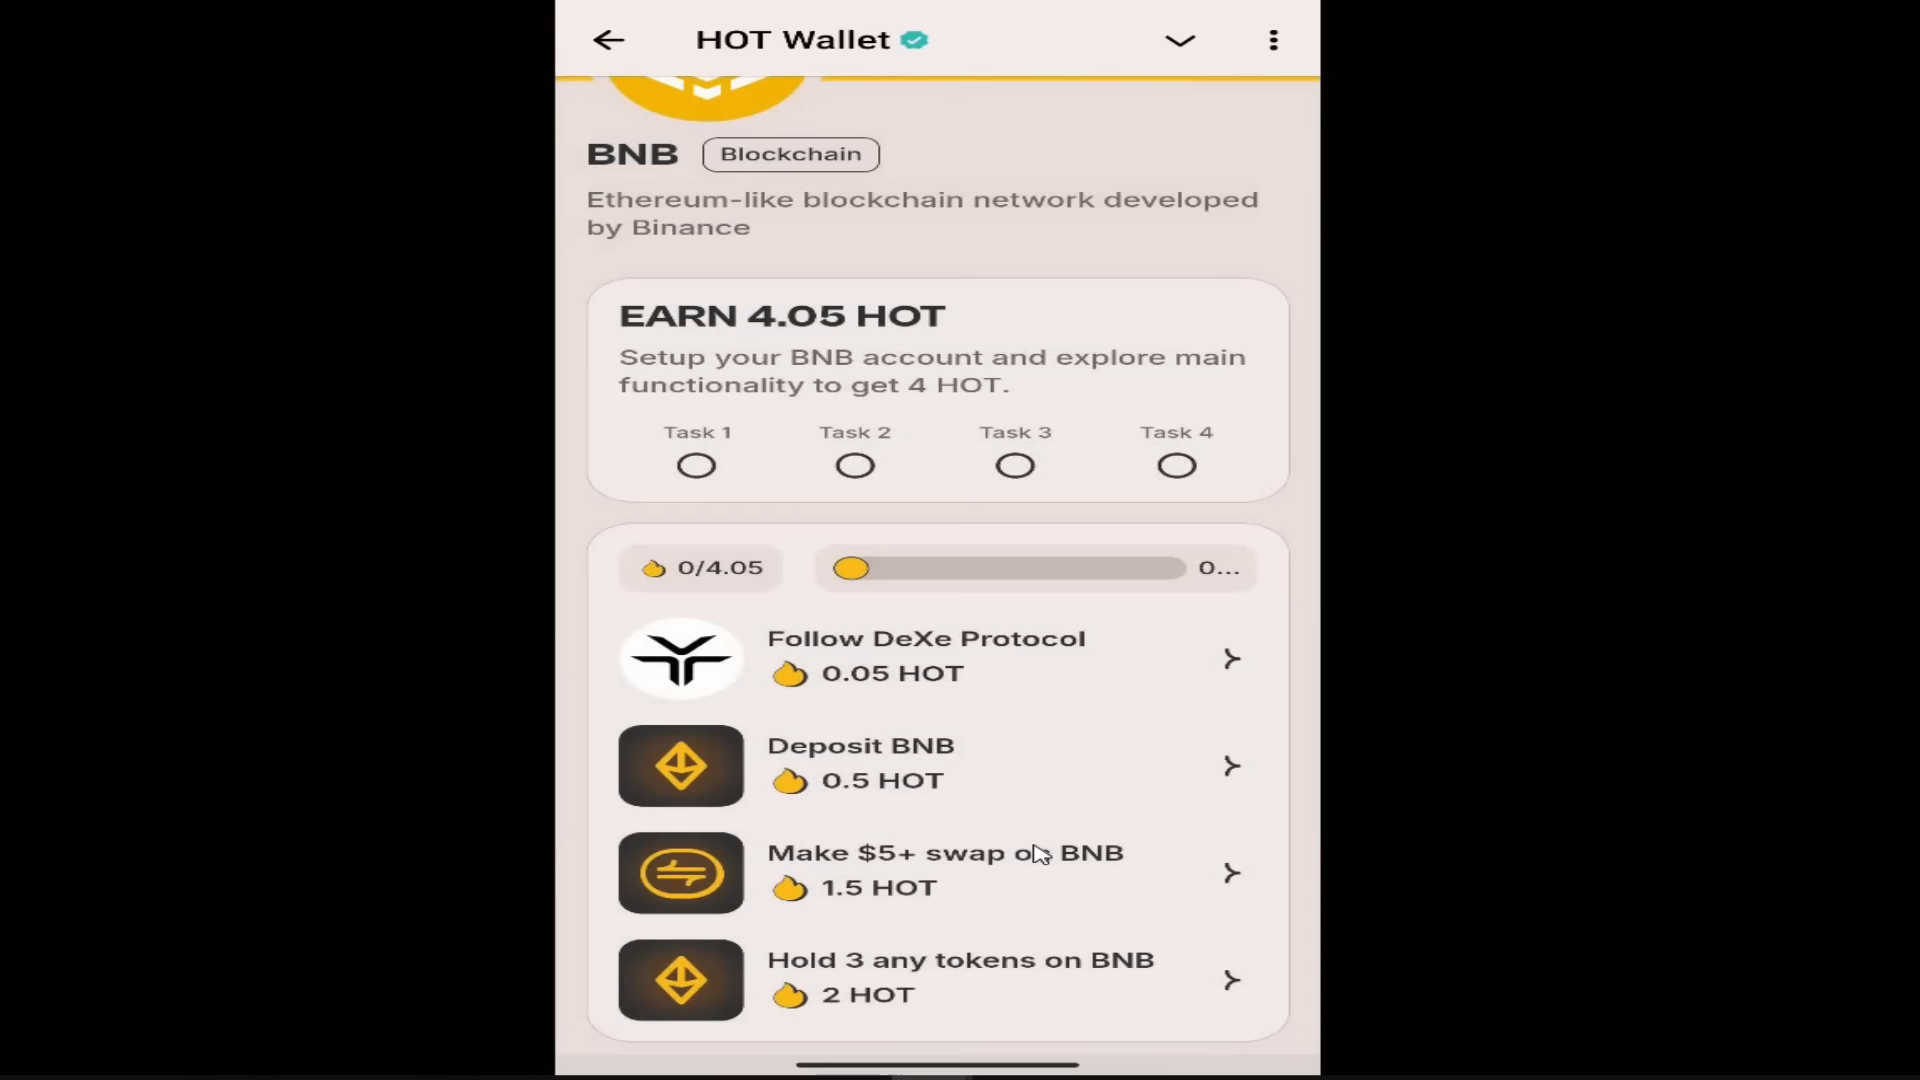 HOT Wallet
BNB
Blockchain
Ethereum-like blockchain network developed
by Binance
EARN 4.05 HOT
Setup your BNB account and explore main
functionality to get 4 HOT.
Task 1
Task 2
Task 3
Task 4
0/4.05
0...
Follow DeXe Protocol
0.05 HOT
Deposit BNB
0.5 HOT
Make $5+ swap on BNB
1.5 HOT
Hold 3 any tokens on BNB
2 HOT